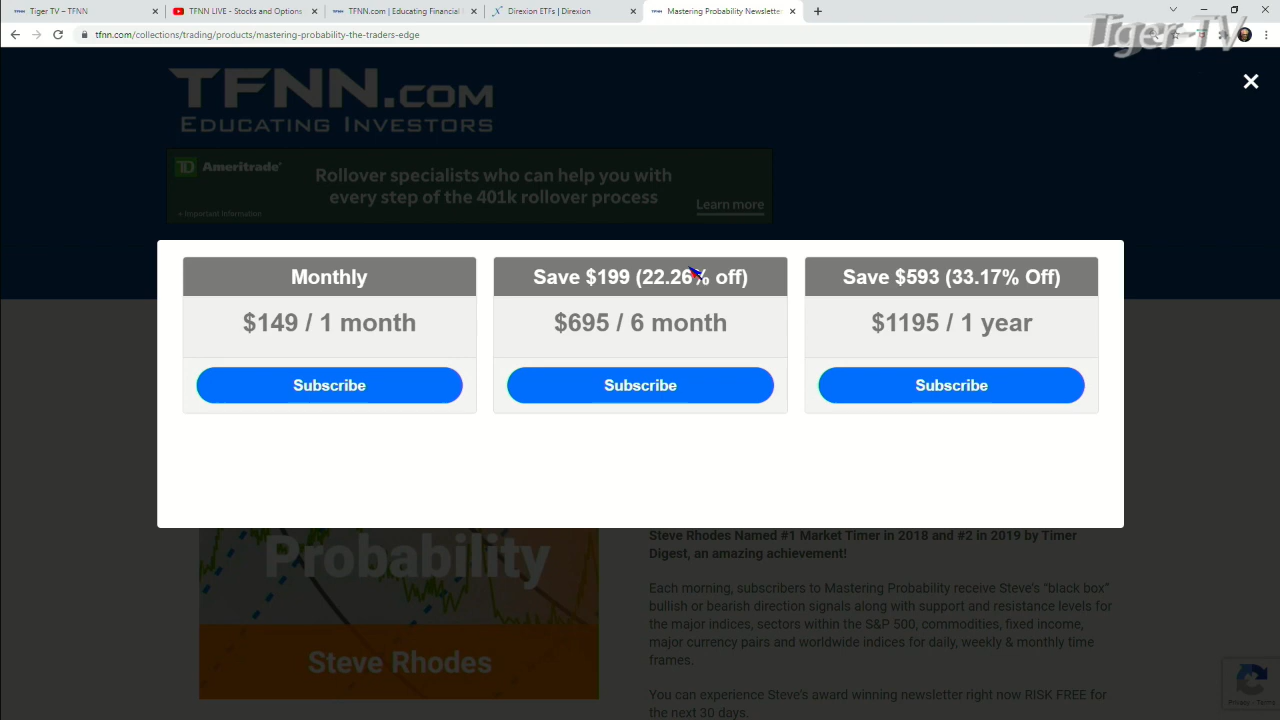 Tiger TV – TFNN
TFNN LIVE - Stocks and Options
TFNN.com | Educating Financial
Direxion ETFs | Direxion
Mastering Probability Newslette
tfnn.com/collections/trading/products/mastering-probability-the-traders-edge
Tiger-TV
TFNN.COM
EDUCATING INVESTORS
TD Ameritrade
Rollover specialists who can help you with
every step of the 401k rollover process
+ Important Information
Learn more
Monthly
$149 / 1 month
Subscribe
Save $199 (22.26% off)
$695 / 6 month
Subscribe
Save $593 (33.17% Off)
$1195 / 1 year
Subscribe
Probability
Steve Rhodes
Steve Rhodes Named #1 Market Timer in 2018 and #2 in 2019 by Timer
Digest, an amazing achievement!
Each morning, subscribers to Mastering Probability receive Steve's "black box"
bullish or bearish direction signals along with support and resistance levels for
the major indices, sectors within the S&P 500, commodities, fixed income,
major currency pairs and worldwide indices for daily, weekly & monthly time
frames.
You can experience Steve's award winning newsletter right now RISK FREE for
the next 30 days.
Privacy - Terms